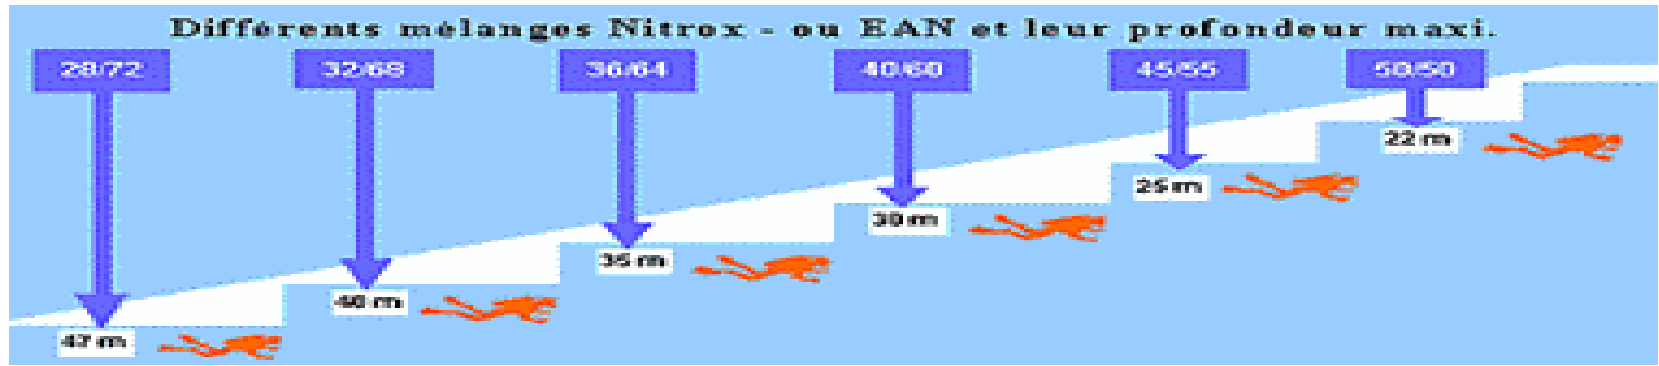 Différents mélanges Nitrox - ou EAN et leur profondeur maxi.
28/72 32/68 36/64 40/60 45/55 50/50
22 m
25 m
30 m
35 m
40 m
47 m